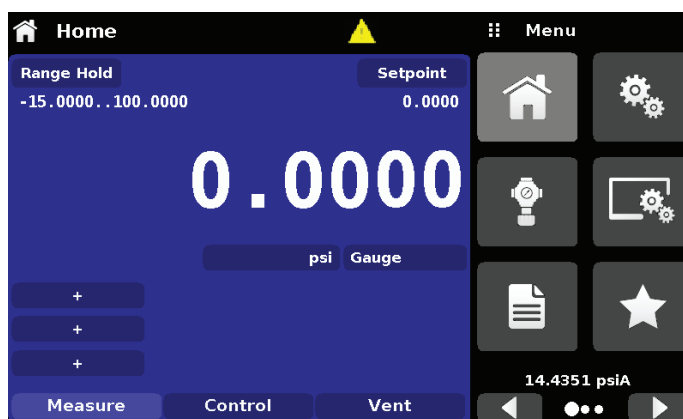 Home
Menu
Range Hold
Setpoint
-15.0000..100.0000
0.0000
0.0000
psi
Gauge
+
+
+
14.4351 psiA
Measure
Control
Vent